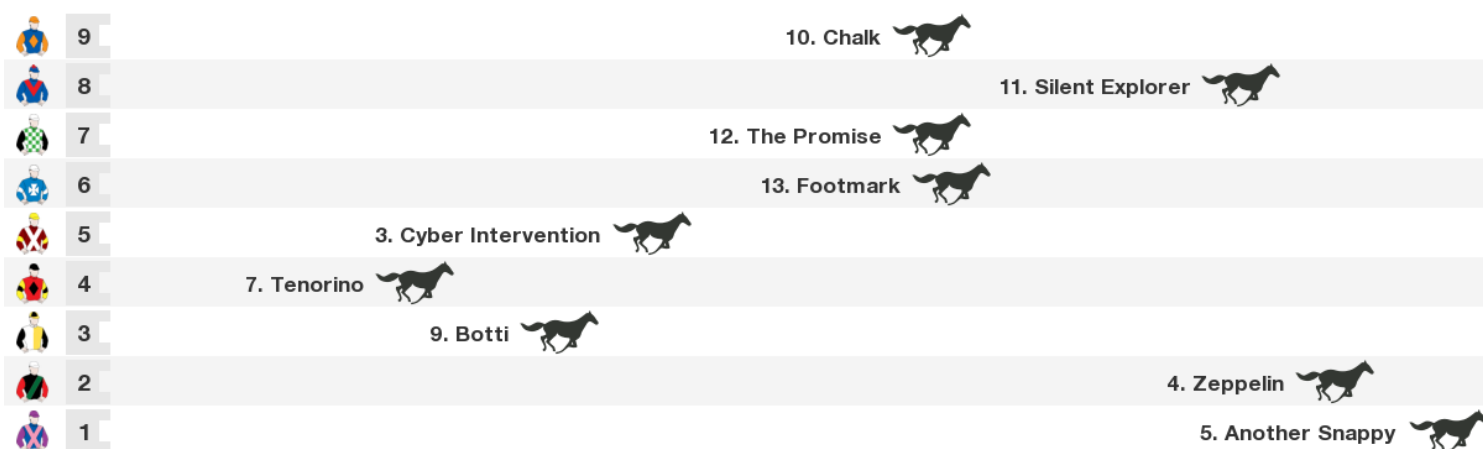 9 10. Chalk
8 11. Silent Explorer
7 12. The Promise
6 13. Footmark
5 3. Cyber Intervention
4 7. Tenorino
3 9. Botti
2 4. Zeppelin
1 5. Another Snappy